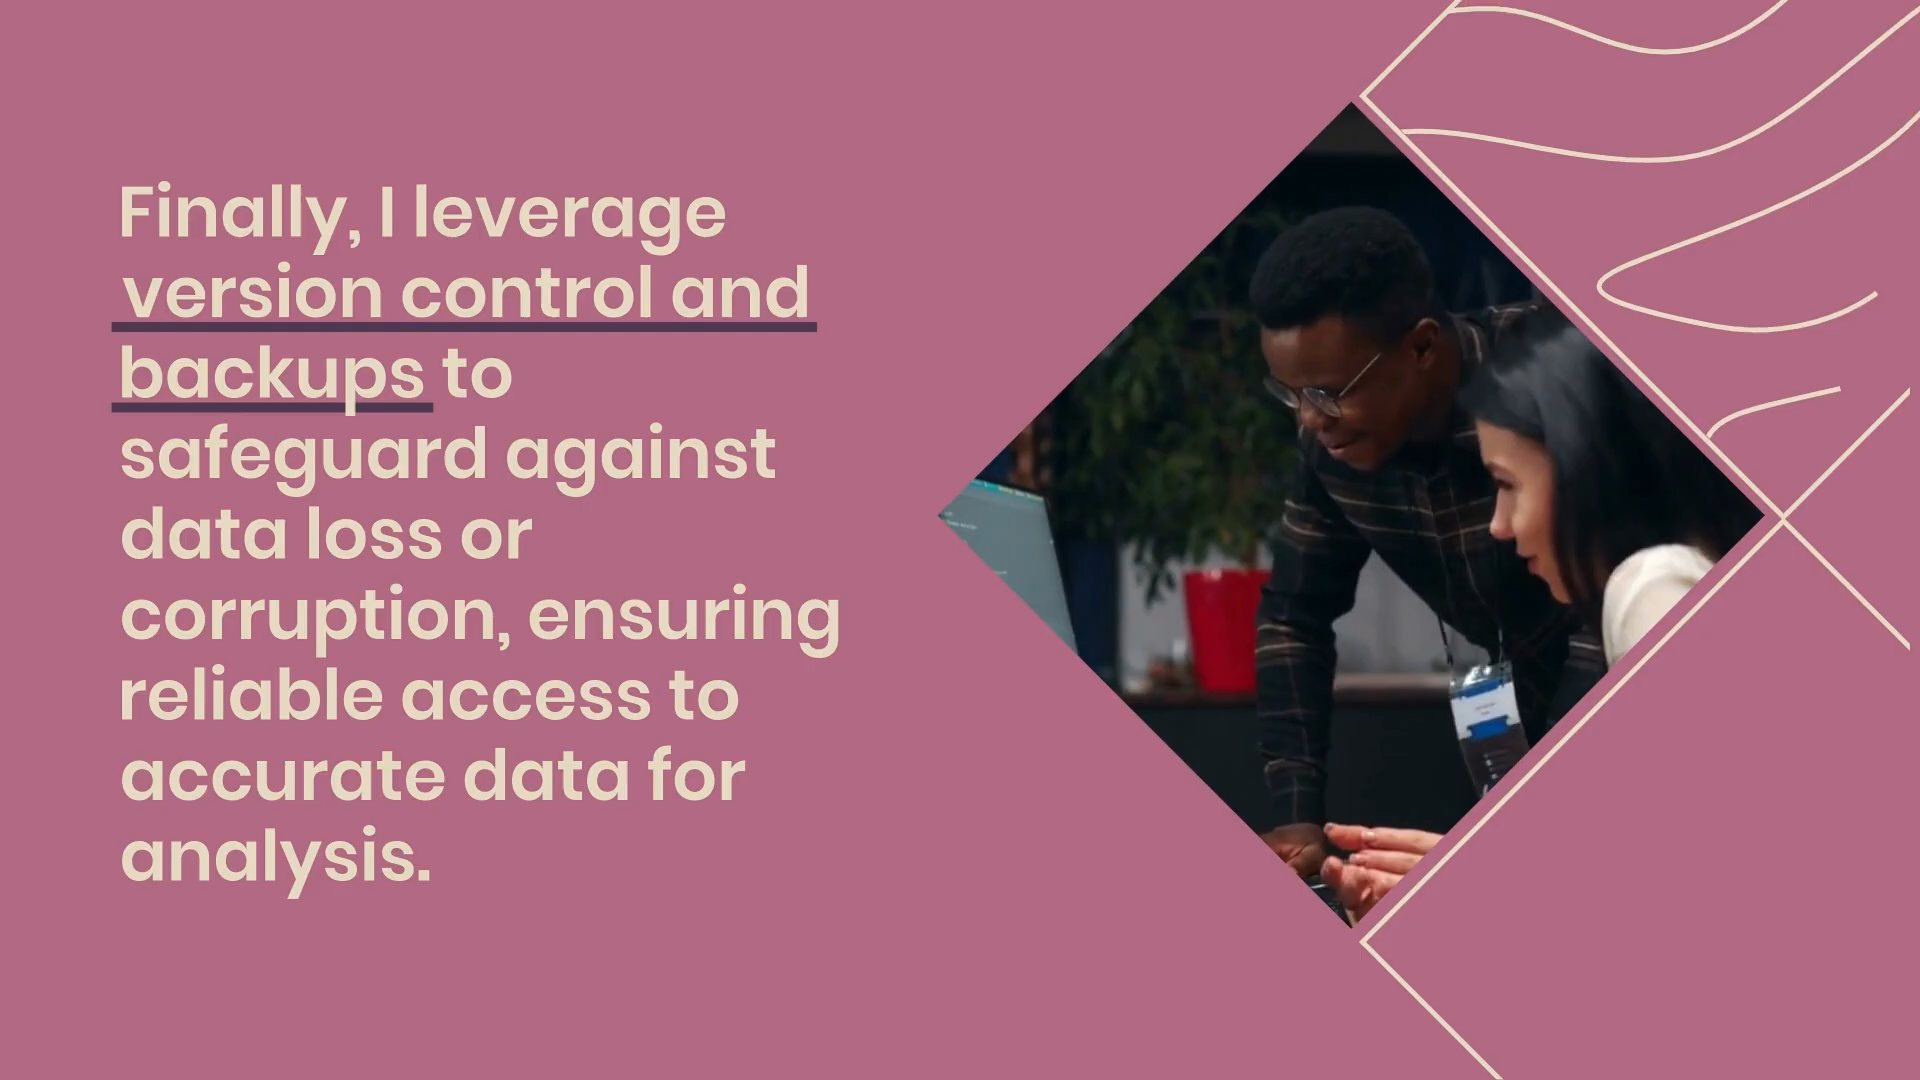 Finally, I leverage
version control and
backups to
safeguard against
data loss or
corruption, ensuring
reliable access to
accurate data for
analysis.